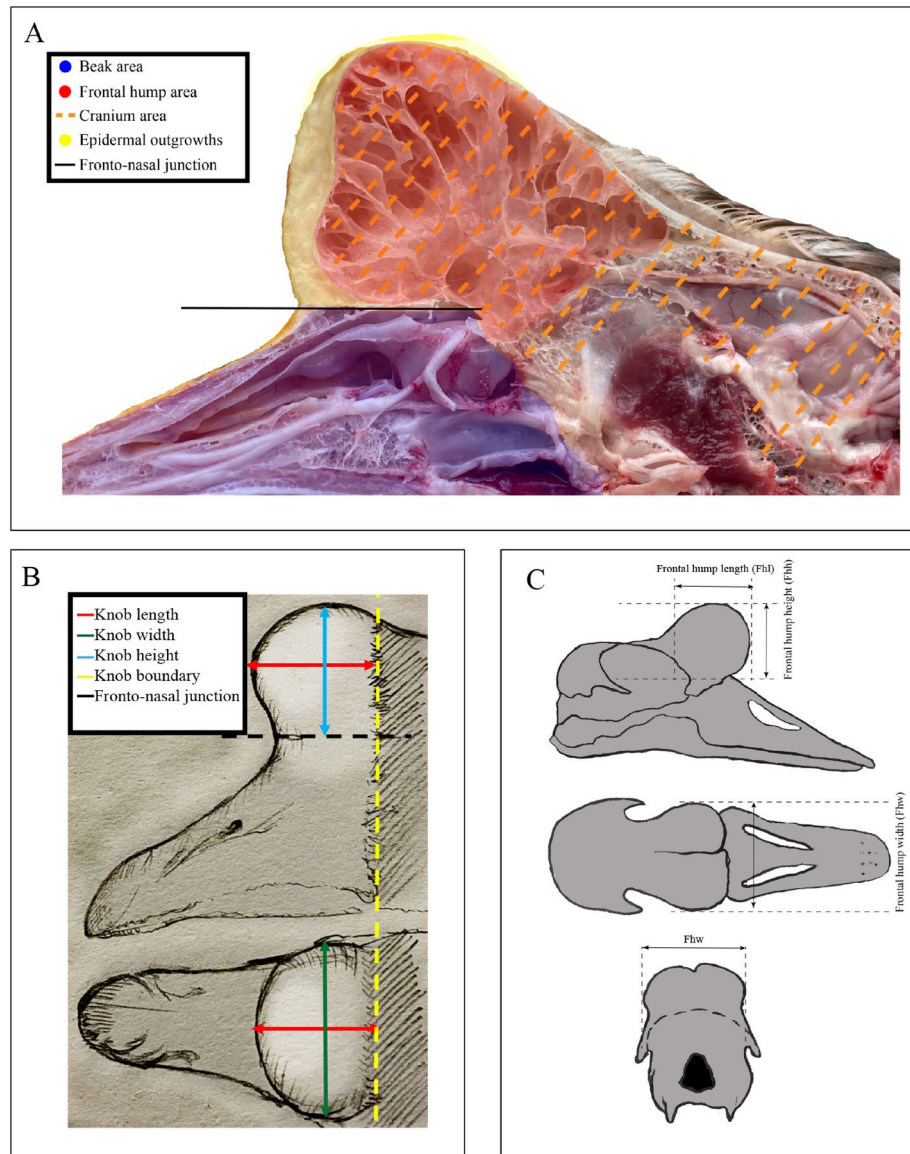 A
Beak area
Frontal hump area
Cranium area
Epidermal outgrowths
Fronto-nasal junction
B
Knob length
Knob width
Knob height
Knob boundary
Fronto-nasal junction
C
Frontal hump length (Fhl)
Frontal hump height (Fhh)
Frontal hump width (Fhw)
Fhw